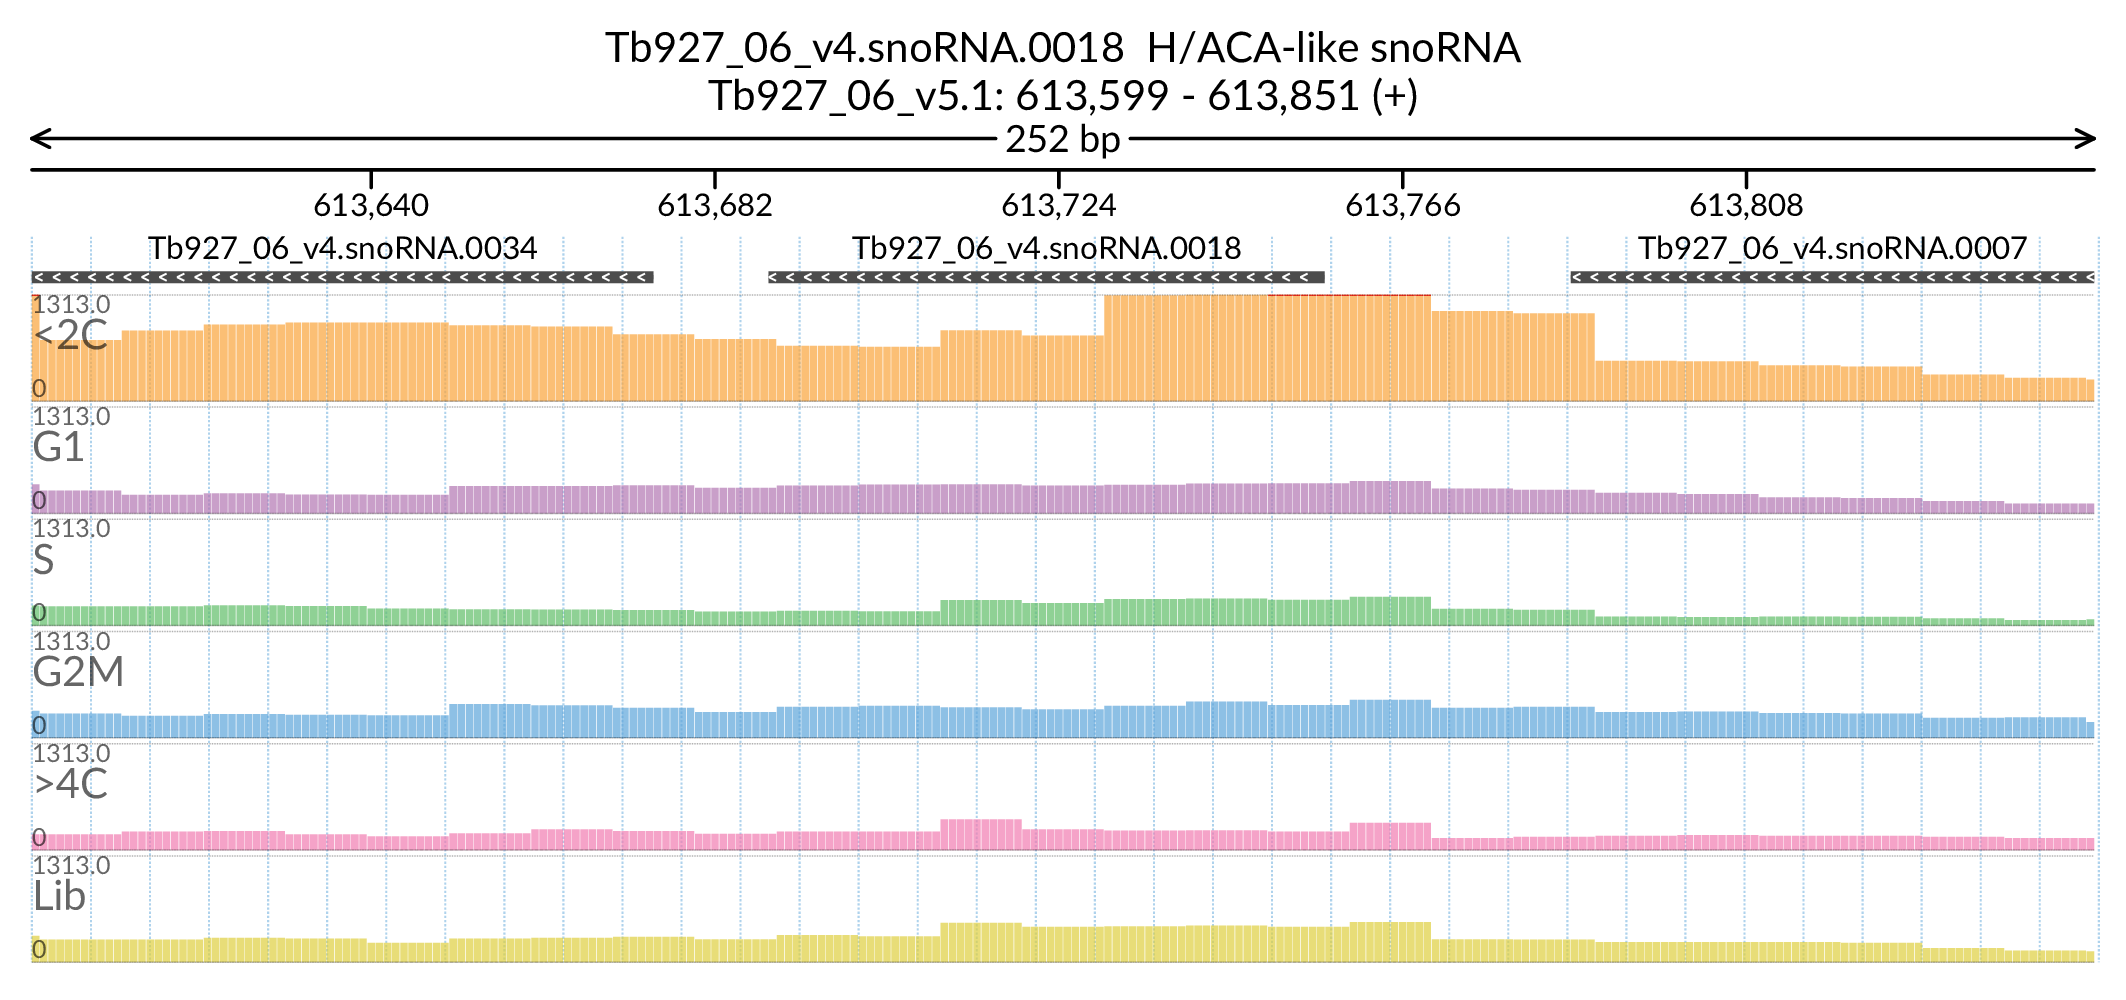 Tb927_06_v4.snoRNA.0018 H/ACA-like snoRNA
Tb927_06_v5.1: 613,599 - 613,851 (+)
252 bp
613,640 613,682 613,724 613,766 613,808
Tb927_06_v4.snoRNA.0034 Tb927_06_v4.snoRNA.0018 Tb927_06_v4.snoRNA.0007
1313.0
<2C
0
1313.0
G1
0
1313.0
S
0
1313.0
G2M
0
1313.0
>4C
0
1313.0
Lib
0